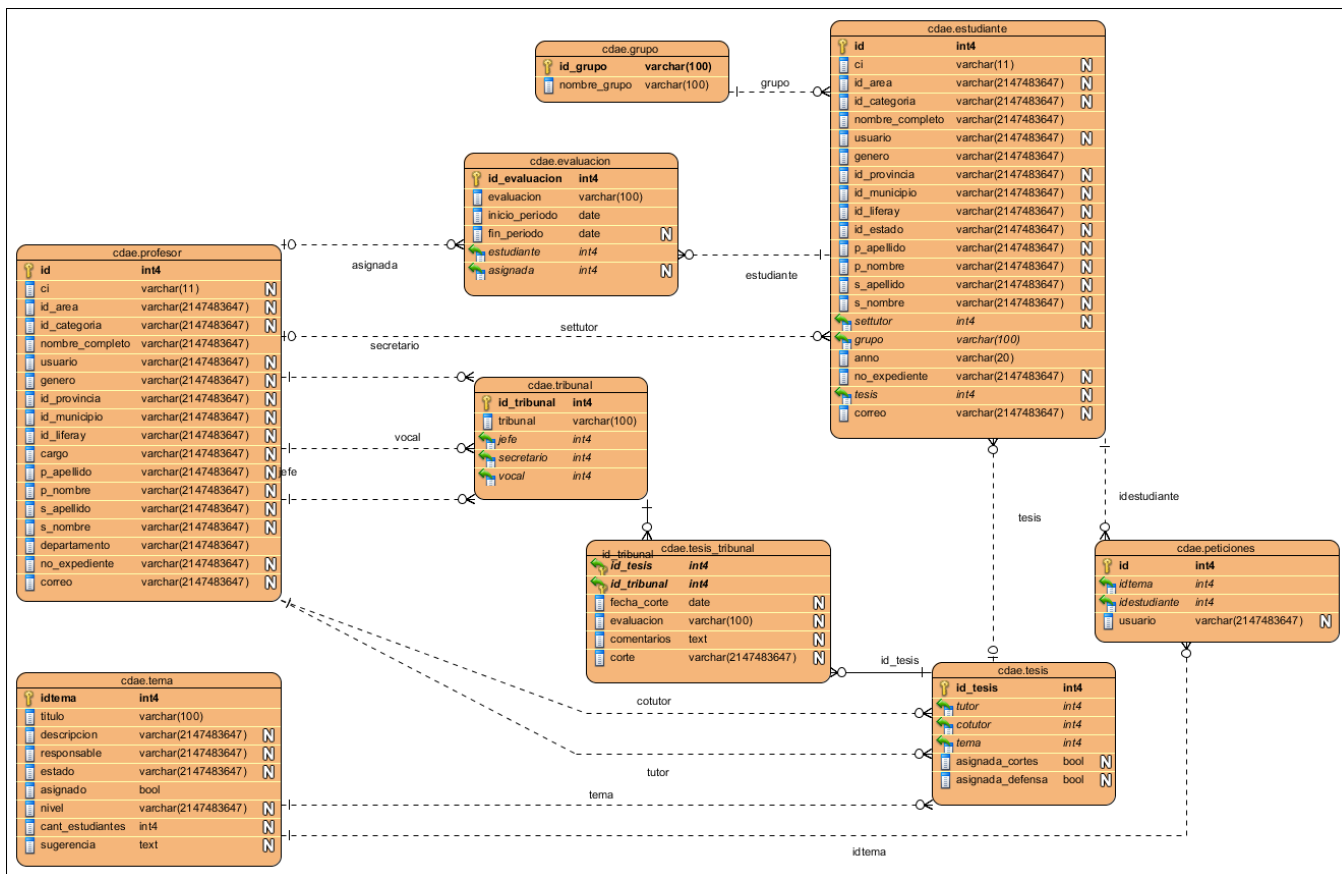 cdae.grupo
id_grupo varchar(100)
nombre_grupo varchar(100)
grupo
cdae.estudiante
id int4
ci varchar(11) N
id_area varchar(2147483647) N
id_categoria varchar(2147483647) N
nombre_completo varchar(2147483647)
usuario varchar(2147483647) N
genero varchar(2147483647)
id_provincia varchar(2147483647) N
id_municipio varchar(2147483647) N
id_liferay varchar(2147483647) N
id_estado varchar(2147483647) N
p_apellido varchar(2147483647) N
p_nombre varchar(2147483647) N
s_apellido varchar(2147483647) N
s_nombre varchar(2147483647) N
settutor int4 N
grupo varchar(100)
anno varchar(20)
no_expediente varchar(2147483647) N
tesis int4 N
correo varchar(2147483647) N
cdae.evaluacion
id_evaluacion int4
evaluacion varchar(100)
inicio_periodo date
fin_periodo date N
estudiante int4
asignada int4 N
asignada
estudiante
settutor
secretario
vocal
jefe
cdae.profesor
id int4
ci varchar(11) N
id_area varchar(2147483647) N
id_categoria varchar(2147483647) N
nombre_completo varchar(2147483647)
usuario varchar(2147483647) N
genero varchar(2147483647) N
id_provincia varchar(2147483647) N
id_municipio varchar(2147483647) N
id_liferay varchar(2147483647) N
cargo varchar(2147483647) N
p_apellido varchar(2147483647) N
p_nombre varchar(2147483647) N
s_apellido varchar(2147483647) N
s_nombre varchar(2147483647) N
departamento varchar(2147483647)
no_expediente varchar(2147483647) N
correo varchar(2147483647) N
cdae.tribunal
id_tribunal int4
tribunal varchar(100)
jefe int4
secretario int4
vocal int4
tesis
idestudiante
cdae.tesis_tribunal
id_tribunal
id_tesis int4
id_tribunal int4
fecha_corte date N
evaluacion varchar(100) N
comentarios text N
corte varchar(2147483647) N
cdae.peticiones
id int4
idtema int4
idestudiante int4
usuario varchar(2147483647) N
id_tesis
cdae.tesis
id_tesis int4
tutor int4
cotutor int4
tema int4
asignada_cortes bool N
asignada_defensa bool N
cotutor
tutor
tema
idtema
cdae.tema
idtema int4
titulo varchar(100)
descripcion varchar(2147483647) N
responsable varchar(2147483647) N
estado varchar(2147483647) N
asignado bool
nivel varchar(2147483647) N
cant_estudiantes int4 N
sugerencia text N